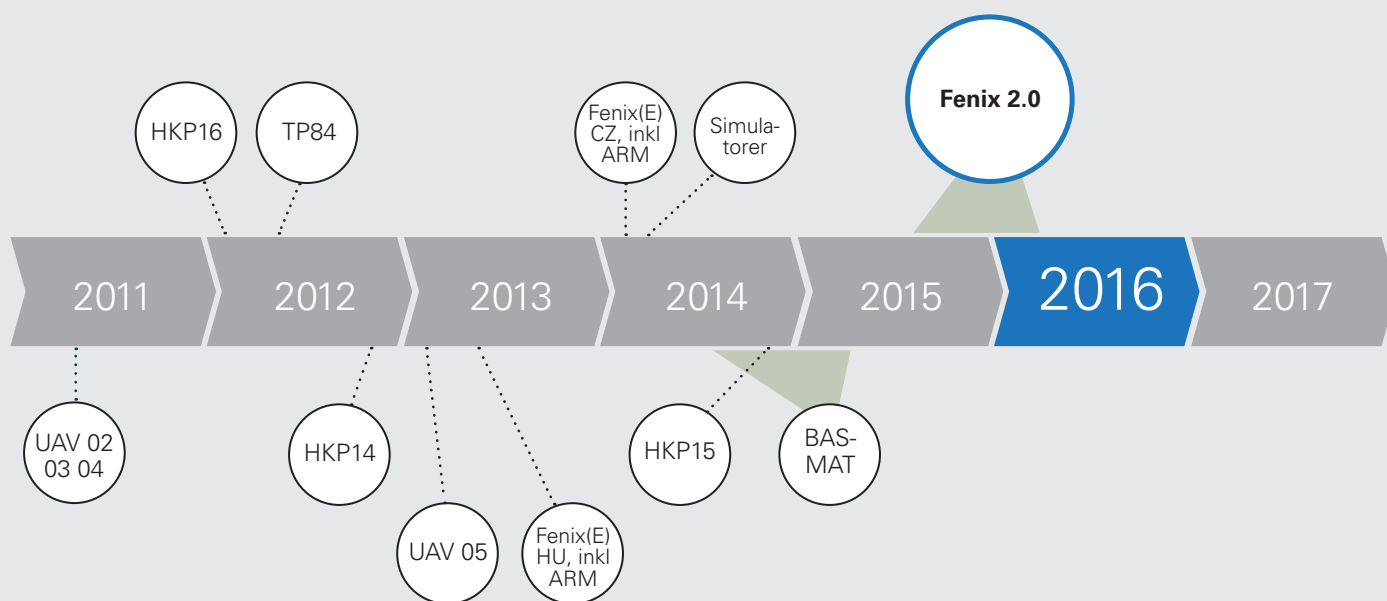 Fenix 2.0
HKP16
TP84
Fenix(E)
CZ, inkl
ARM
Simula-
torer
2011
2012
2013
2014
2015
2016
2017
UAV 02
03 04
HKP14
HKP15
BAS-
MAT
UAV 05
Fenix(E)
HU, inkl
ARM